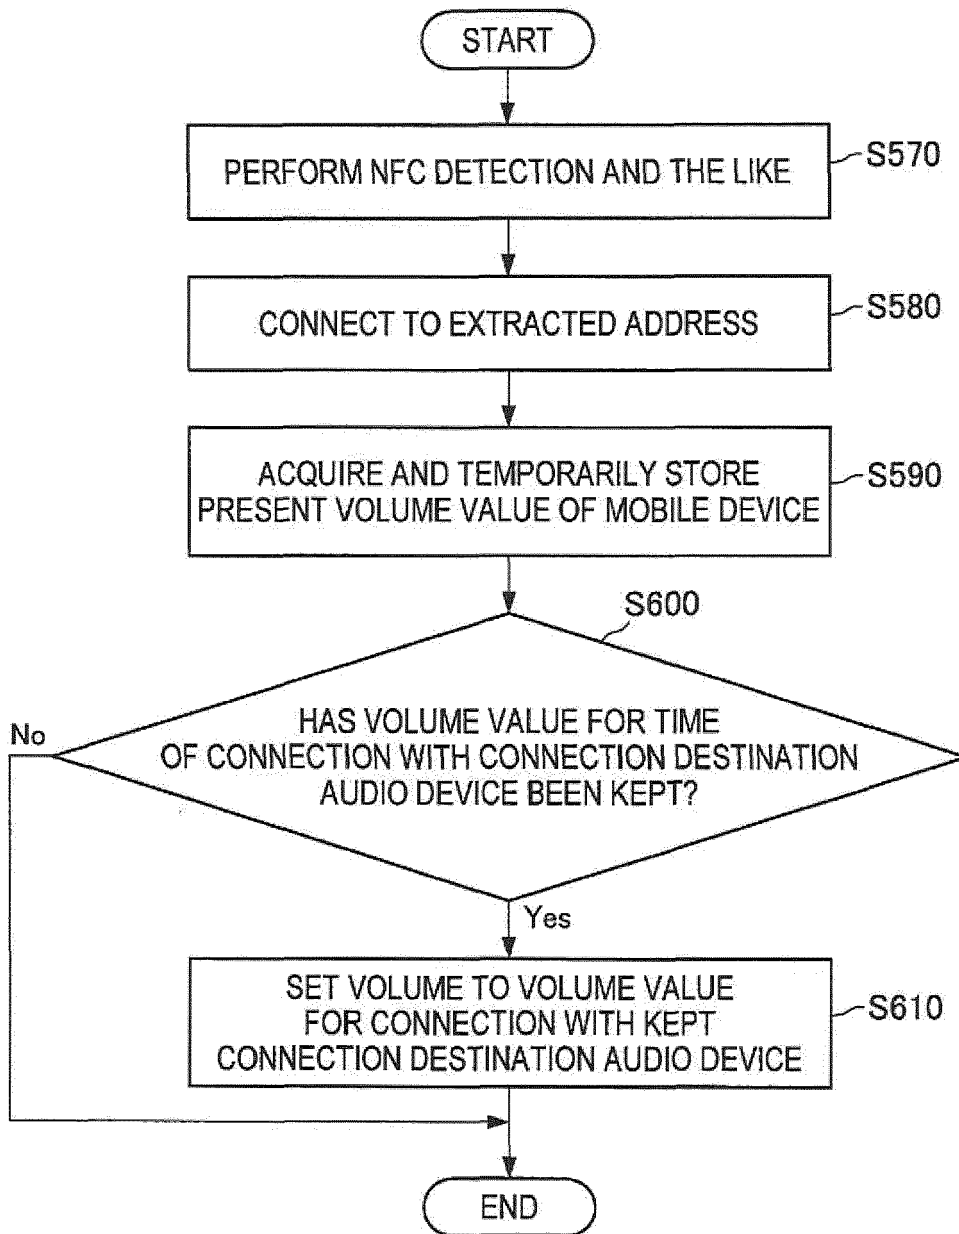 START
PERFORM NFC DETECTION AND THE LIKE
S570
CONNECT TO EXTRACTED ADDRESS
S580
ACQUIRE AND TEMPORARILY STORE
PRESENT VOLUME VALUE OF MOBILE DEVICE
S590
S600
HAS VOLUME VALUE FOR TIME
OF CONNECTION WITH CONNECTION DESTINATION
AUDIO DEVICE BEEN KEPT?
No
Yes
SET VOLUME TO VOLUME VALUE
FOR CONNECTION WITH KEPT
CONNECTION DESTINATION AUDIO DEVICE
S610
END